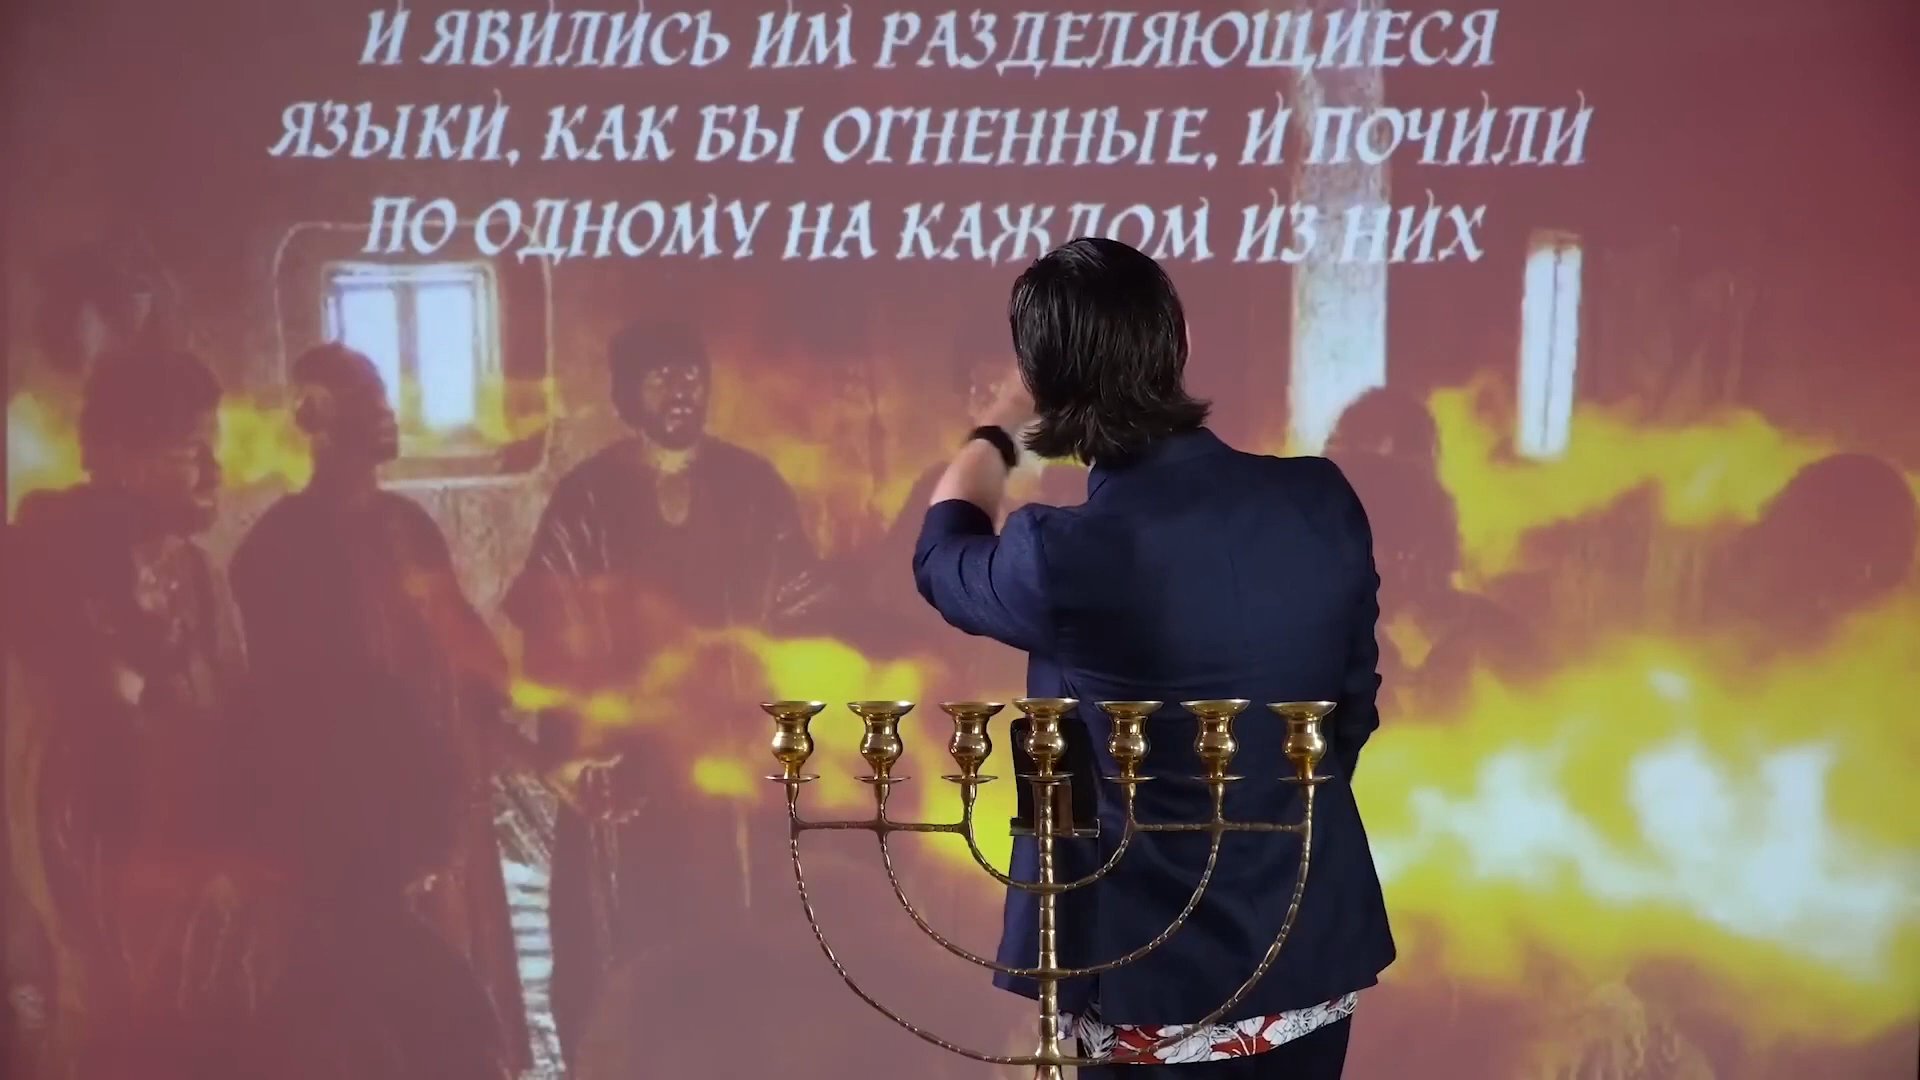 И ЯВИЛИСЬ ИМ РАЗДЕЛЯЮЩИЕСЯ
ЯЗЫКИ, КАК БЫ ОГНЕННЫЕ, И ПОЧИЛИ
ПО ОДНОМУ НА КАЖДОМ ИЗ НИХ